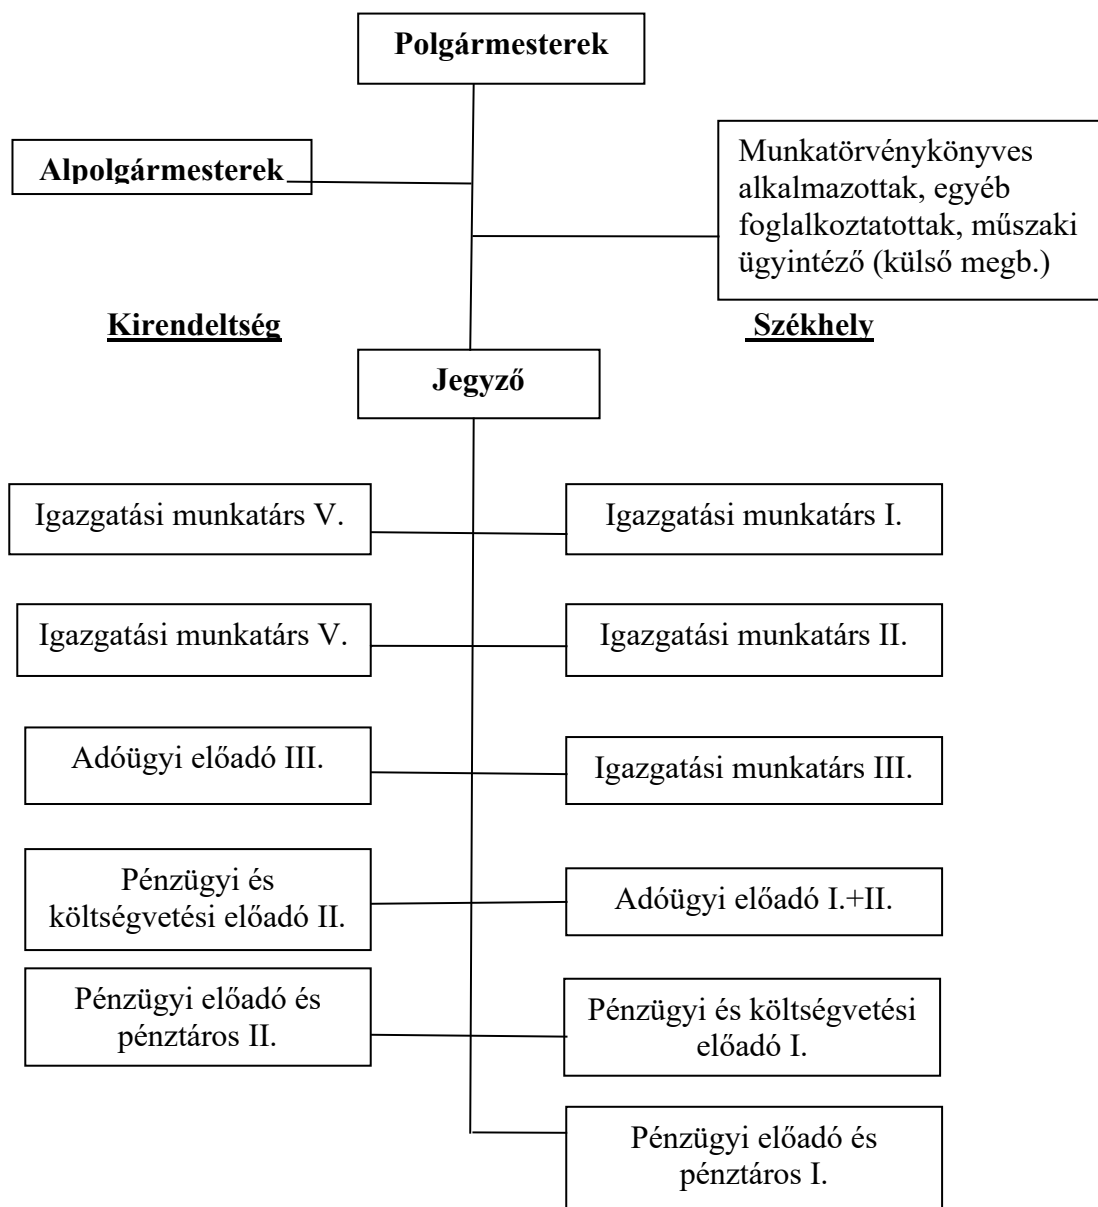 Polgármesterek
Alpolgármesterek
Munkatörvénykönyves
alkalmazottak, egyéb
foglalkoztatottak, műszaki
ügyintéző (külső megb.)
Kirendeltség
Székhely
Jegyző
Igazgatási munkatárs V.
Igazgatási munkatárs I.
Igazgatási munkatárs V.
Igazgatási munkatárs II.
Adóügyi előadó III.
Igazgatási munkatárs III.
Pénzügyi és
költségvetési előadó II.
Adóügyi előadó I.+II.
Pénzügyi előadó és
pénztáros II.
Pénzügyi és költségvetési
előadó I.
Pénzügyi előadó és
pénztáros I.